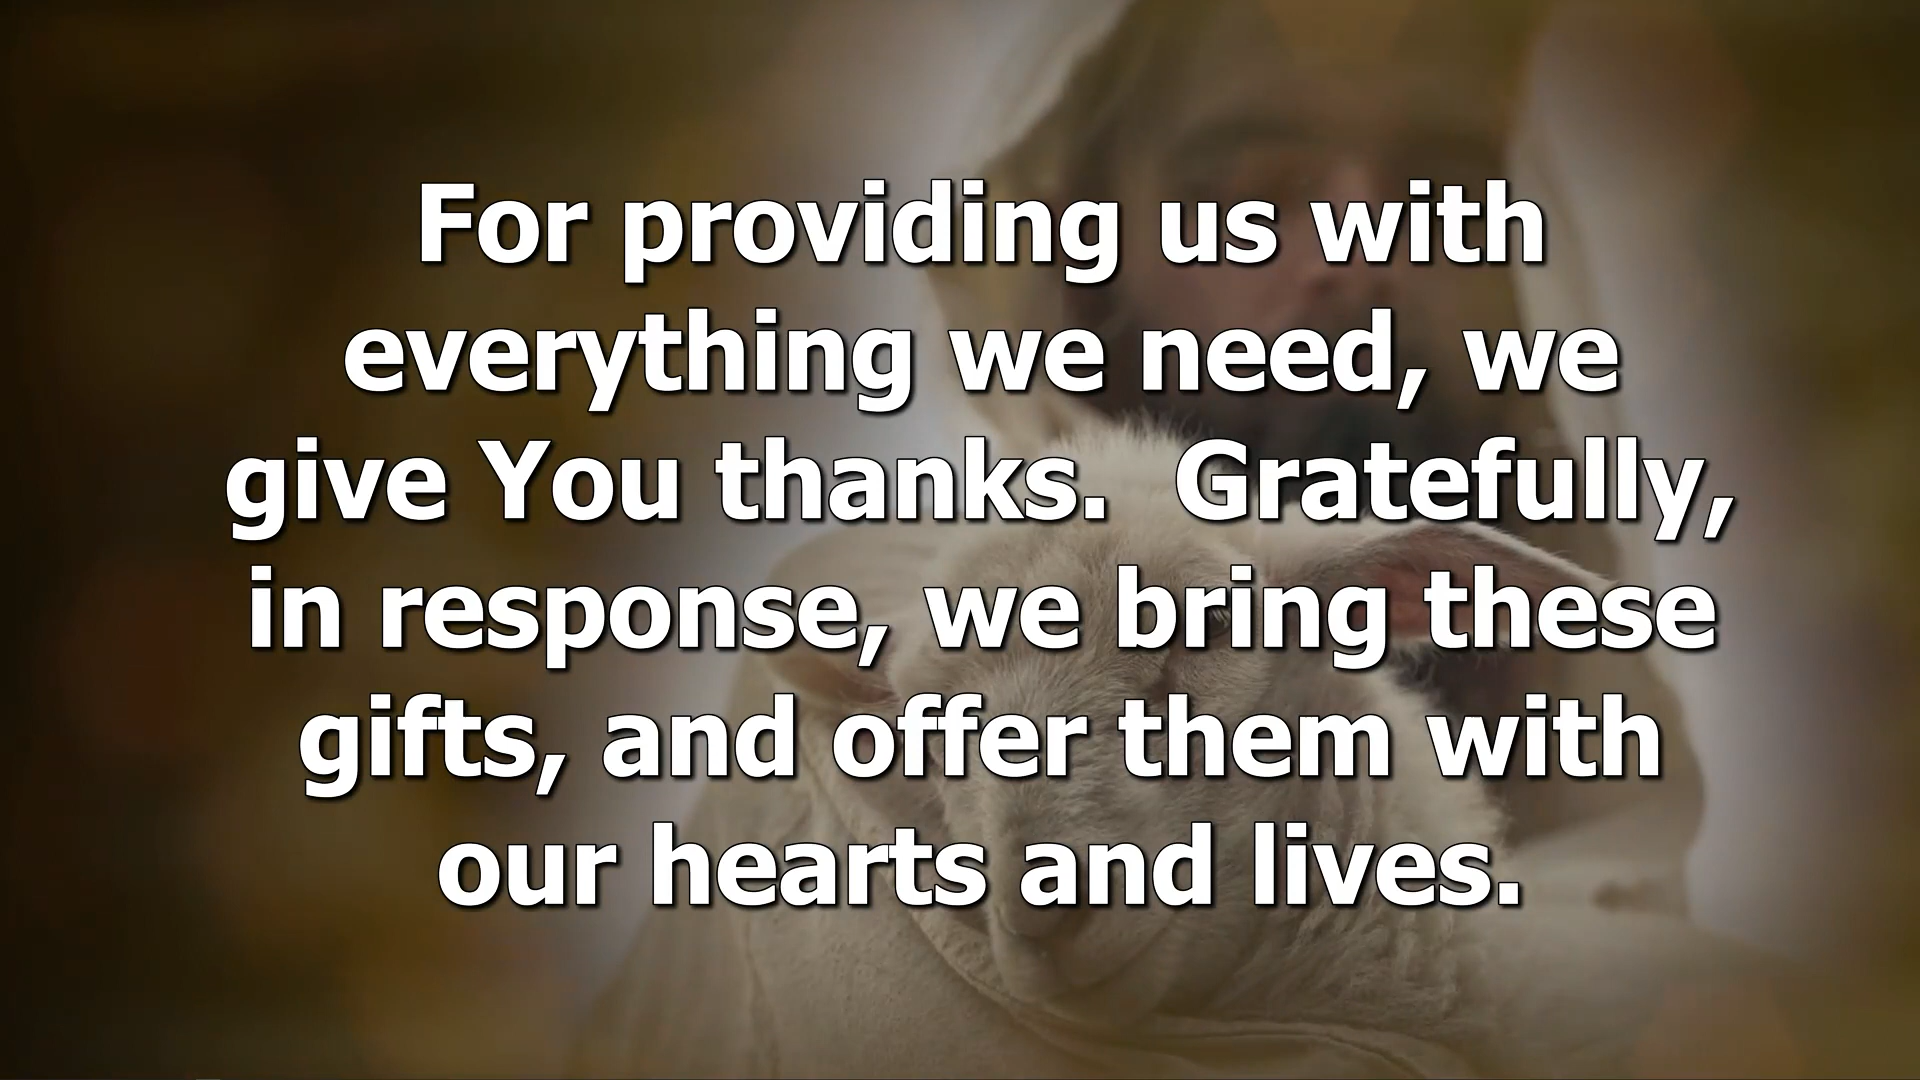 For providing us with
everything we need, we
give You thanks.  Gratefully,
in response, we bring these
gifts, and offer them with
our hearts and lives.